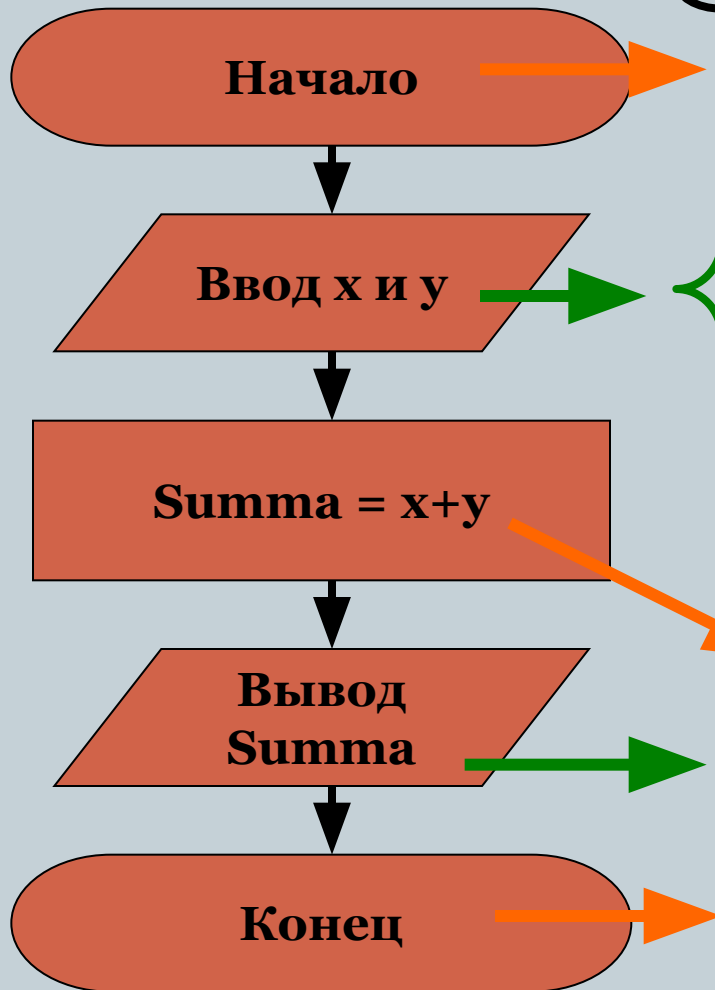 Начало
Ввод x и y
Summa = x+y
Вывод
Summa
Конец